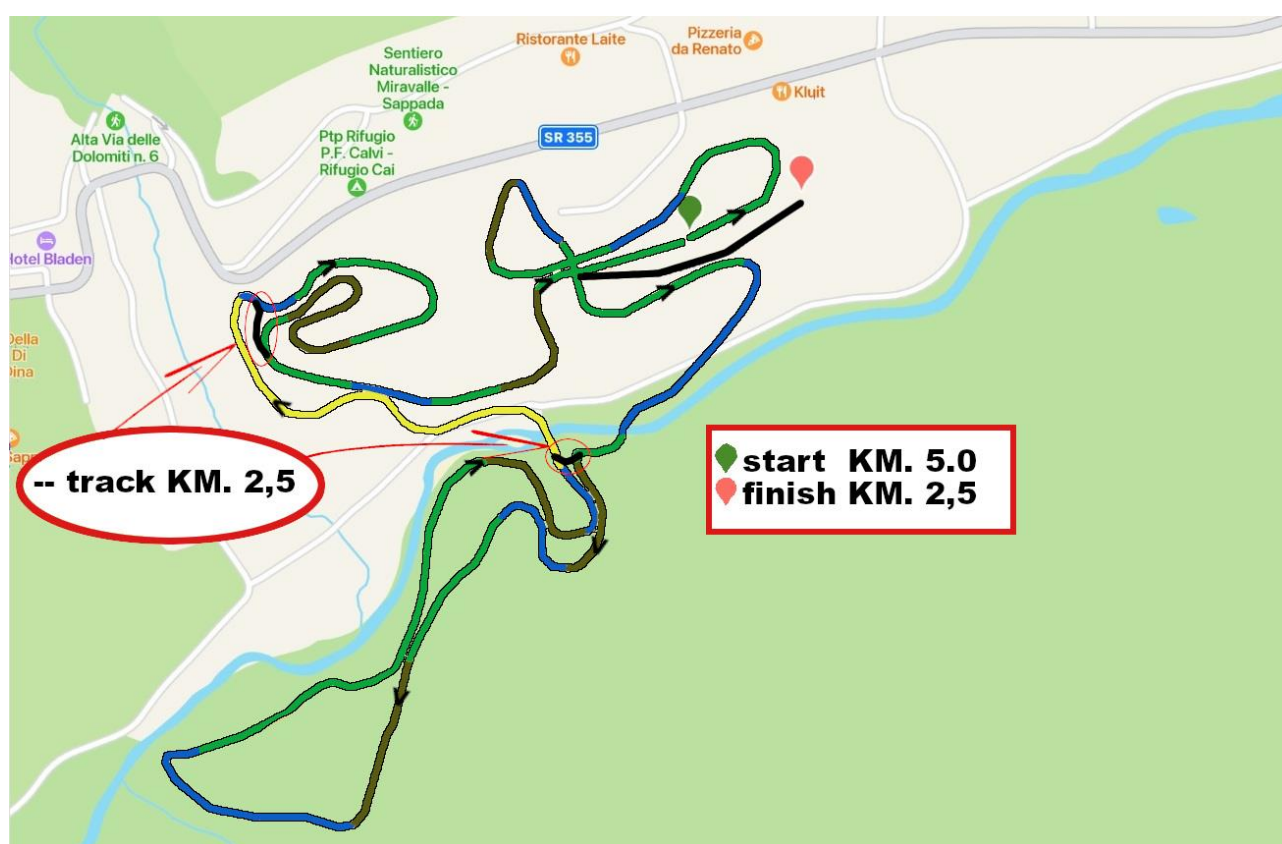 Ristorante Laite
Pizzeria
da Renato
Sentiero
Naturalistico
Miravalle -
Sappada
Kluit
Alta Via delle
Dolomiti n. 6
SR 355
Ptp Rifugio
P.F. Calvi -
Rifugio Cai
Hotel Bladen
Della
Di
Dina
Sapp
-- track KM. 2,5
start KM. 5.0
finish KM. 2,5